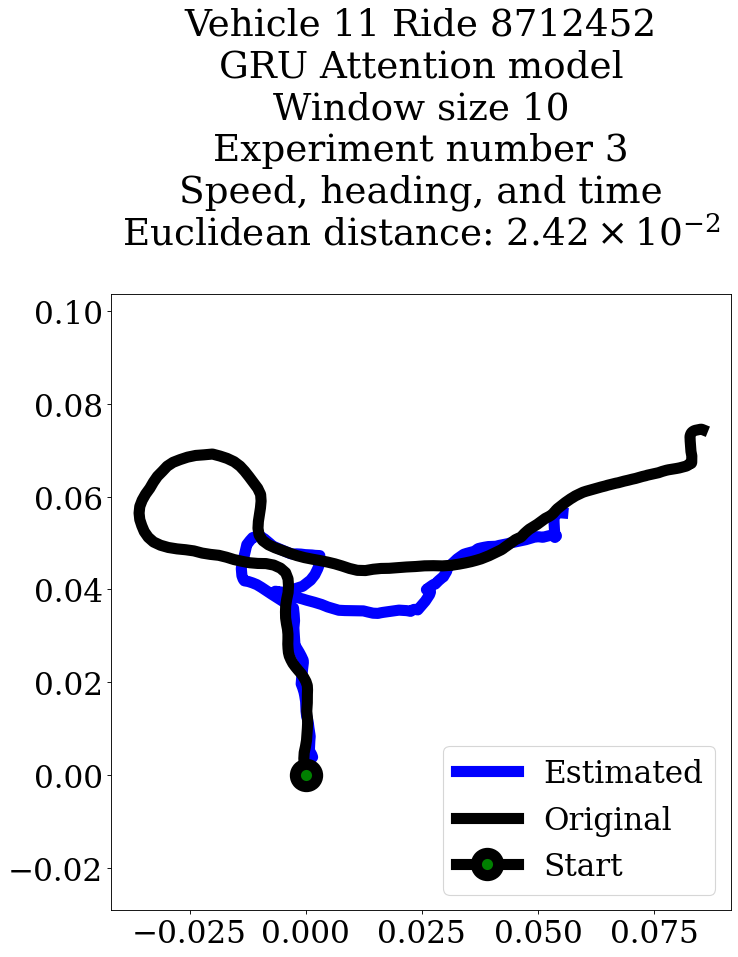 Vehicle 11 Ride 8712452
GRU Attention model
Window size 10
Experiment number 3
Speed, heading, and time
Euclidean distance: 2.42 × 10⁻²
0.10
0.08
0.06
0.04
0.02
0.00
−0.02
Estimated
Original
Start
−0.025 0.000 0.025 0.050 0.075